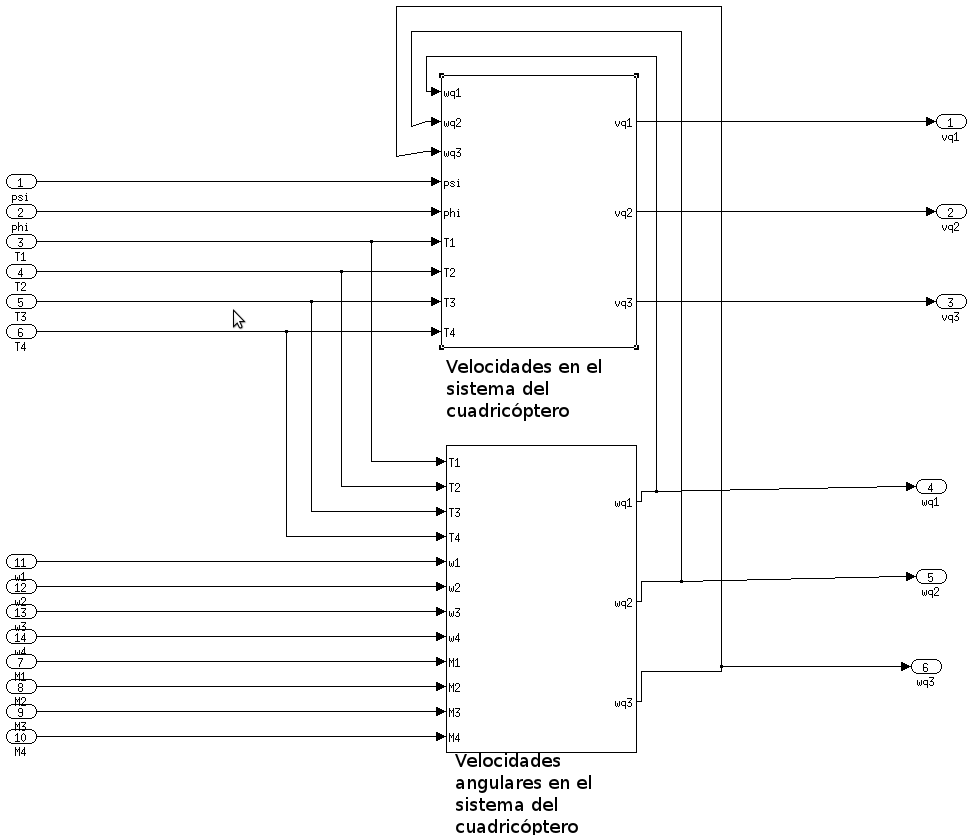 wq1
wq2
wq3
psi
phi
T1
T2
T3
T4
vq1
vq2
vq3
1
psi
2
phi
3
T1
4
T2
5
T3
6
T4
1
vq1
2
vq2
3
vq3
Velocidades en el
sistema del
cuadricóptero
T1
T2
T3
T4
w1
w2
w3
w4
M1
M2
M3
M4
wq1
wq2
wq3
11
w1
12
w2
13
w3
14
w4
7
M1
8
M2
9
M3
10
M4
4
wq1
5
wq2
6
wq3
Velocidades
angulares en el
sistema del
cuadricóptero